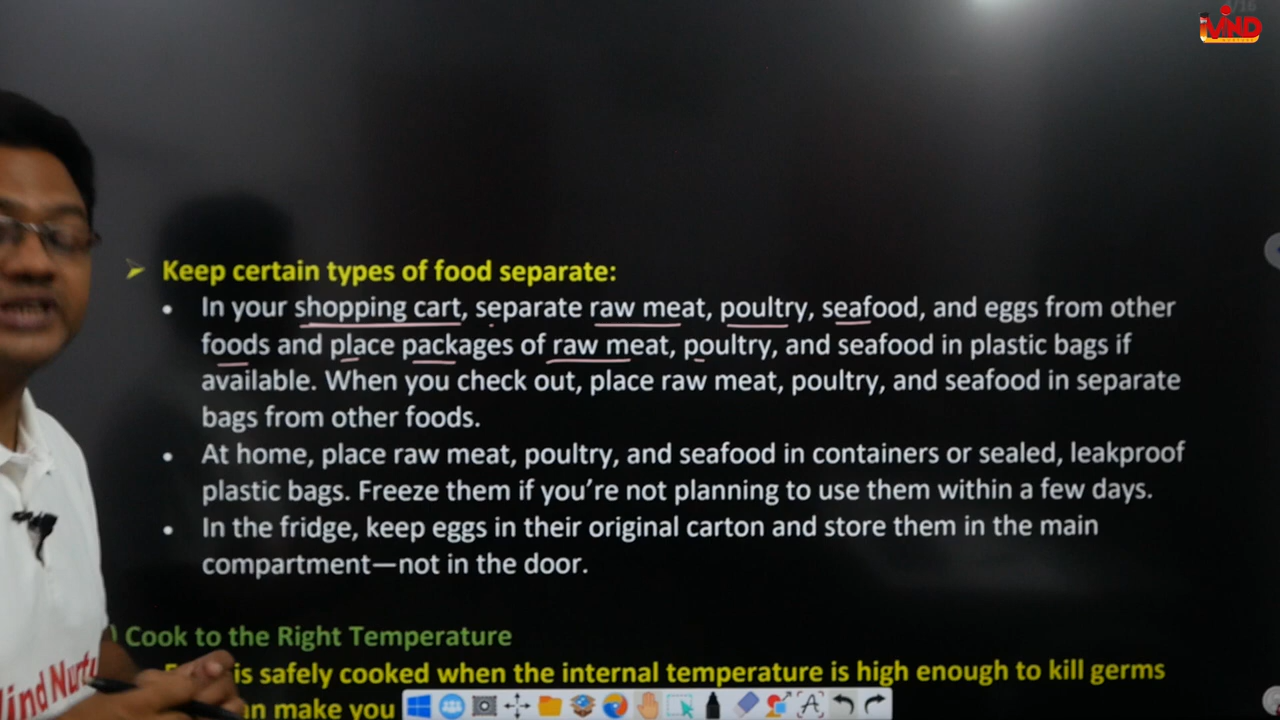 /16
MIND
Keep certain types of food separate:
• In your shopping cart, separate raw meat, poultry, seafood, and eggs from other
foods and place packages of raw meat, poultry, and seafood in plastic bags if
available. When you check out, place raw meat, poultry, and seafood in separate
bags from other foods.
• At home, place raw meat, poultry, and seafood in containers or sealed, leakproof
plastic bags. Freeze them if you’re not planning to use them within a few days.
• In the fridge, keep eggs in their original carton and store them in the main
compartment—not in the door.
) Cook to the Right Temperature
is safely cooked when the internal temperature is high enough to kill germs
an make you
Mind Nurtu